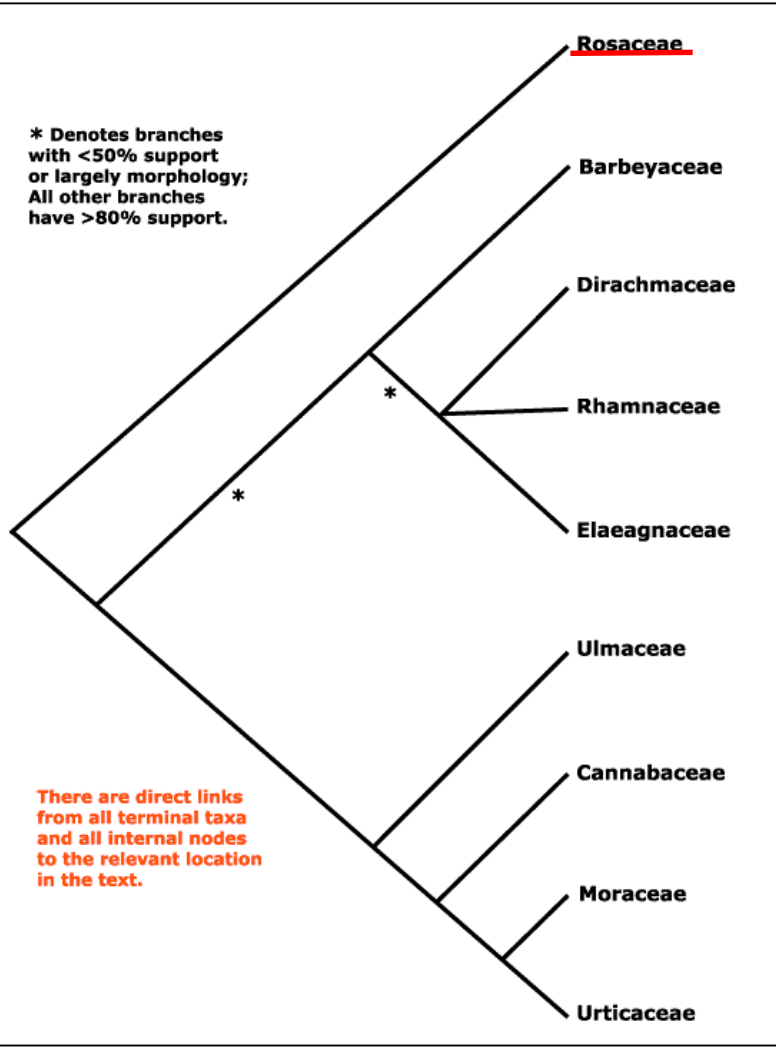 Rosaceae
* Denotes branches
with <50% support
or largely morphology;
All other branches
have >80% support.
Barbeyaceae
Dirachmaceae
*
Rhamnaceae
*
Elaeagnaceae
Ulmaceae
Cannabaceae
There are direct links
from all terminal taxa
and all internal nodes
to the relevant location
in the text.
Moraceae
Urticaceae